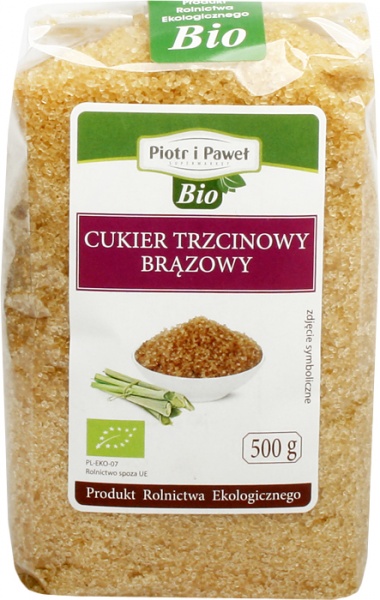 Produkt
Rolnictwa
Ekologicznego
Bio
Piotr i Paweł
SUPERMARKET
Bio
CUKIER TRZCINOWY
BRĄZOWY
zdjęcie symboliczne
PL-EKO-07
Rolnictwo spoza UE
500 g
Produkt Rolnictwa Ekologicznego